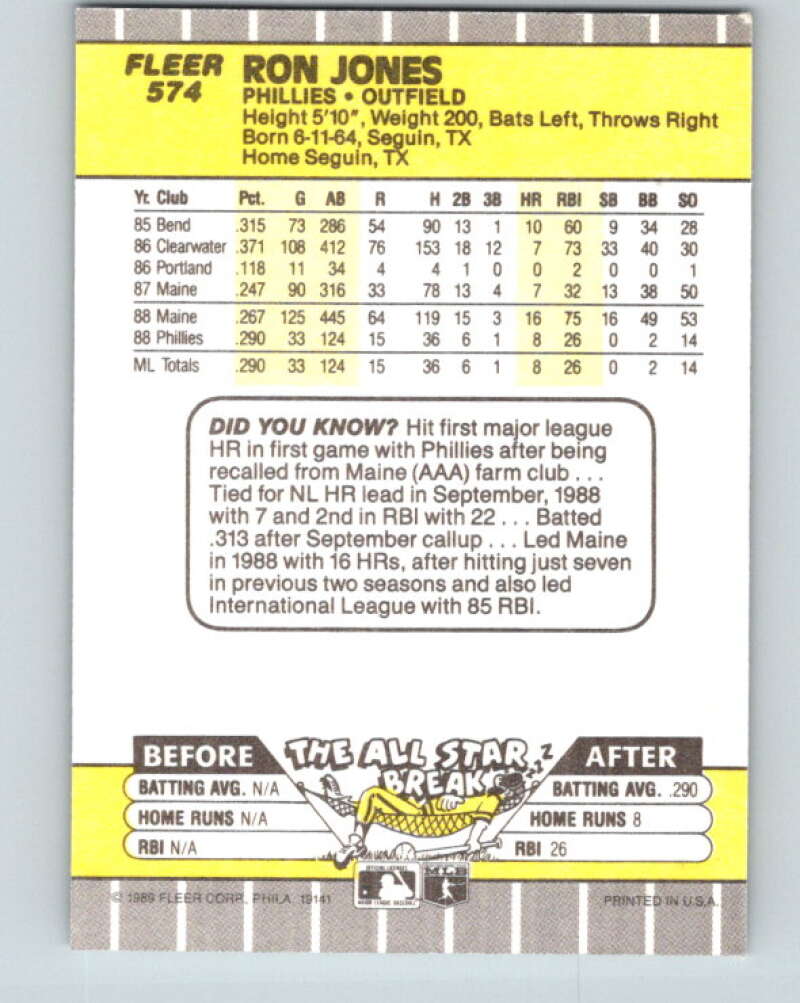 FLEER RON JONES
574 PHILLIES • OUTFIELD
Height 5'10", Weight 200, Bats Left, Throws Right
Born 6-11-64, Seguin, TX
Home Seguin, TX
Yr. Club Pct. G AB R H 2B 3B HR RBI SB BB SO
85 Bend .315 73 286 54 90 13 1 10 60 9 34 28
86 Clearwater .371 108 412 76 153 18 12 7 73 33 40 30
86 Portland .118 11 34 4 4 1 0 0 2 0 0 1
87 Maine .247 90 316 33 78 13 4 7 32 13 38 50
88 Maine .267 125 445 64 119 15 3 16 75 16 49 53
88 Phillies .290 33 124 15 36 6 1 8 26 0 2 14
ML Totals .290 33 124 15 36 6 1 8 26 0 2 14
DID YOU KNOW? Hit first major league
HR in first game with Phillies after being
recalled from Maine (AAA) farm club . . .
Tied for NL HR lead in September, 1988
with 7 and 2nd in RBI with 22 . . . Batted
.313 after September callup . . . Led Maine
in 1988 with 16 HRs, after hitting just seven
in previous two seasons and also led
International League with 85 RBI.
BEFORE THE ALL STAR BREAK ZZZ AFTER
BATTING AVG. N/A BATTING AVG. .290
HOME RUNS N/A HOME RUNS 8
RBI N/A RBI 26
© 1989 FLEER CORP., PHILA. 19141 MLB PRINTED IN U.S.A.